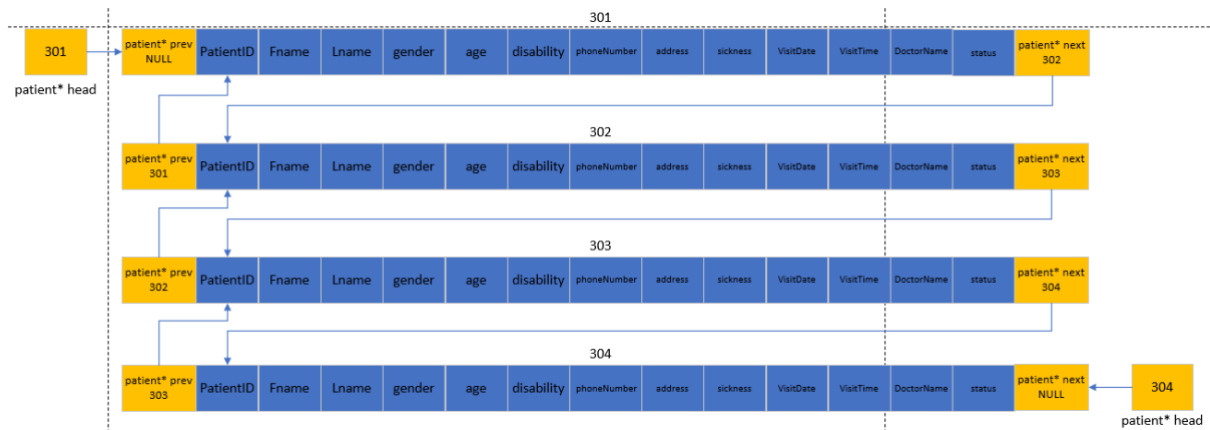 301
301
patient* head
patient* prev
NULL
PatientID Fname Lname gender age disability phoneNumber address sickness VisitDate VisitTime DoctorName status
patient* next
302
302
patient* prev
301
PatientID Fname Lname gender age disability phoneNumber address sickness VisitDate VisitTime DoctorName status
patient* next
303
303
patient* prev
302
PatientID Fname Lname gender age disability phoneNumber address sickness VisitDate VisitTime DoctorName status
patient* next
304
304
patient* prev
303
PatientID Fname Lname gender age disability phoneNumber address sickness VisitDate VisitTime DoctorName status
patient* next
NULL
304
patient* head